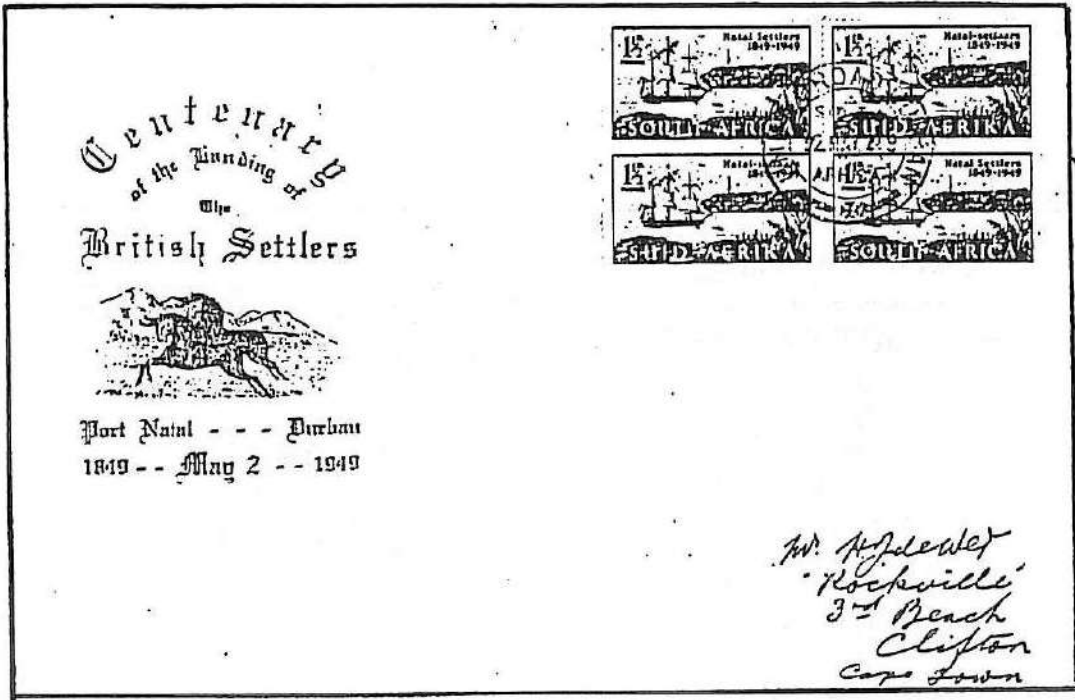 Centenary
of the Landing of
The
British Settlers
Port Natal - - - Durban
1849 - - May 2 - - 1949
1½
Natal Settlers
1849-1949
SOUTH AFRICA
1½
Natal-setlaars
1849-1949
SUID-AFRIKA
1½
Natal-setlaars
SUID-AFRIKA
1½
Natal Settlers
1849-1949
SOUTH AFRICA
'Rockville'
3rd Beach
Clifton
Cape Town